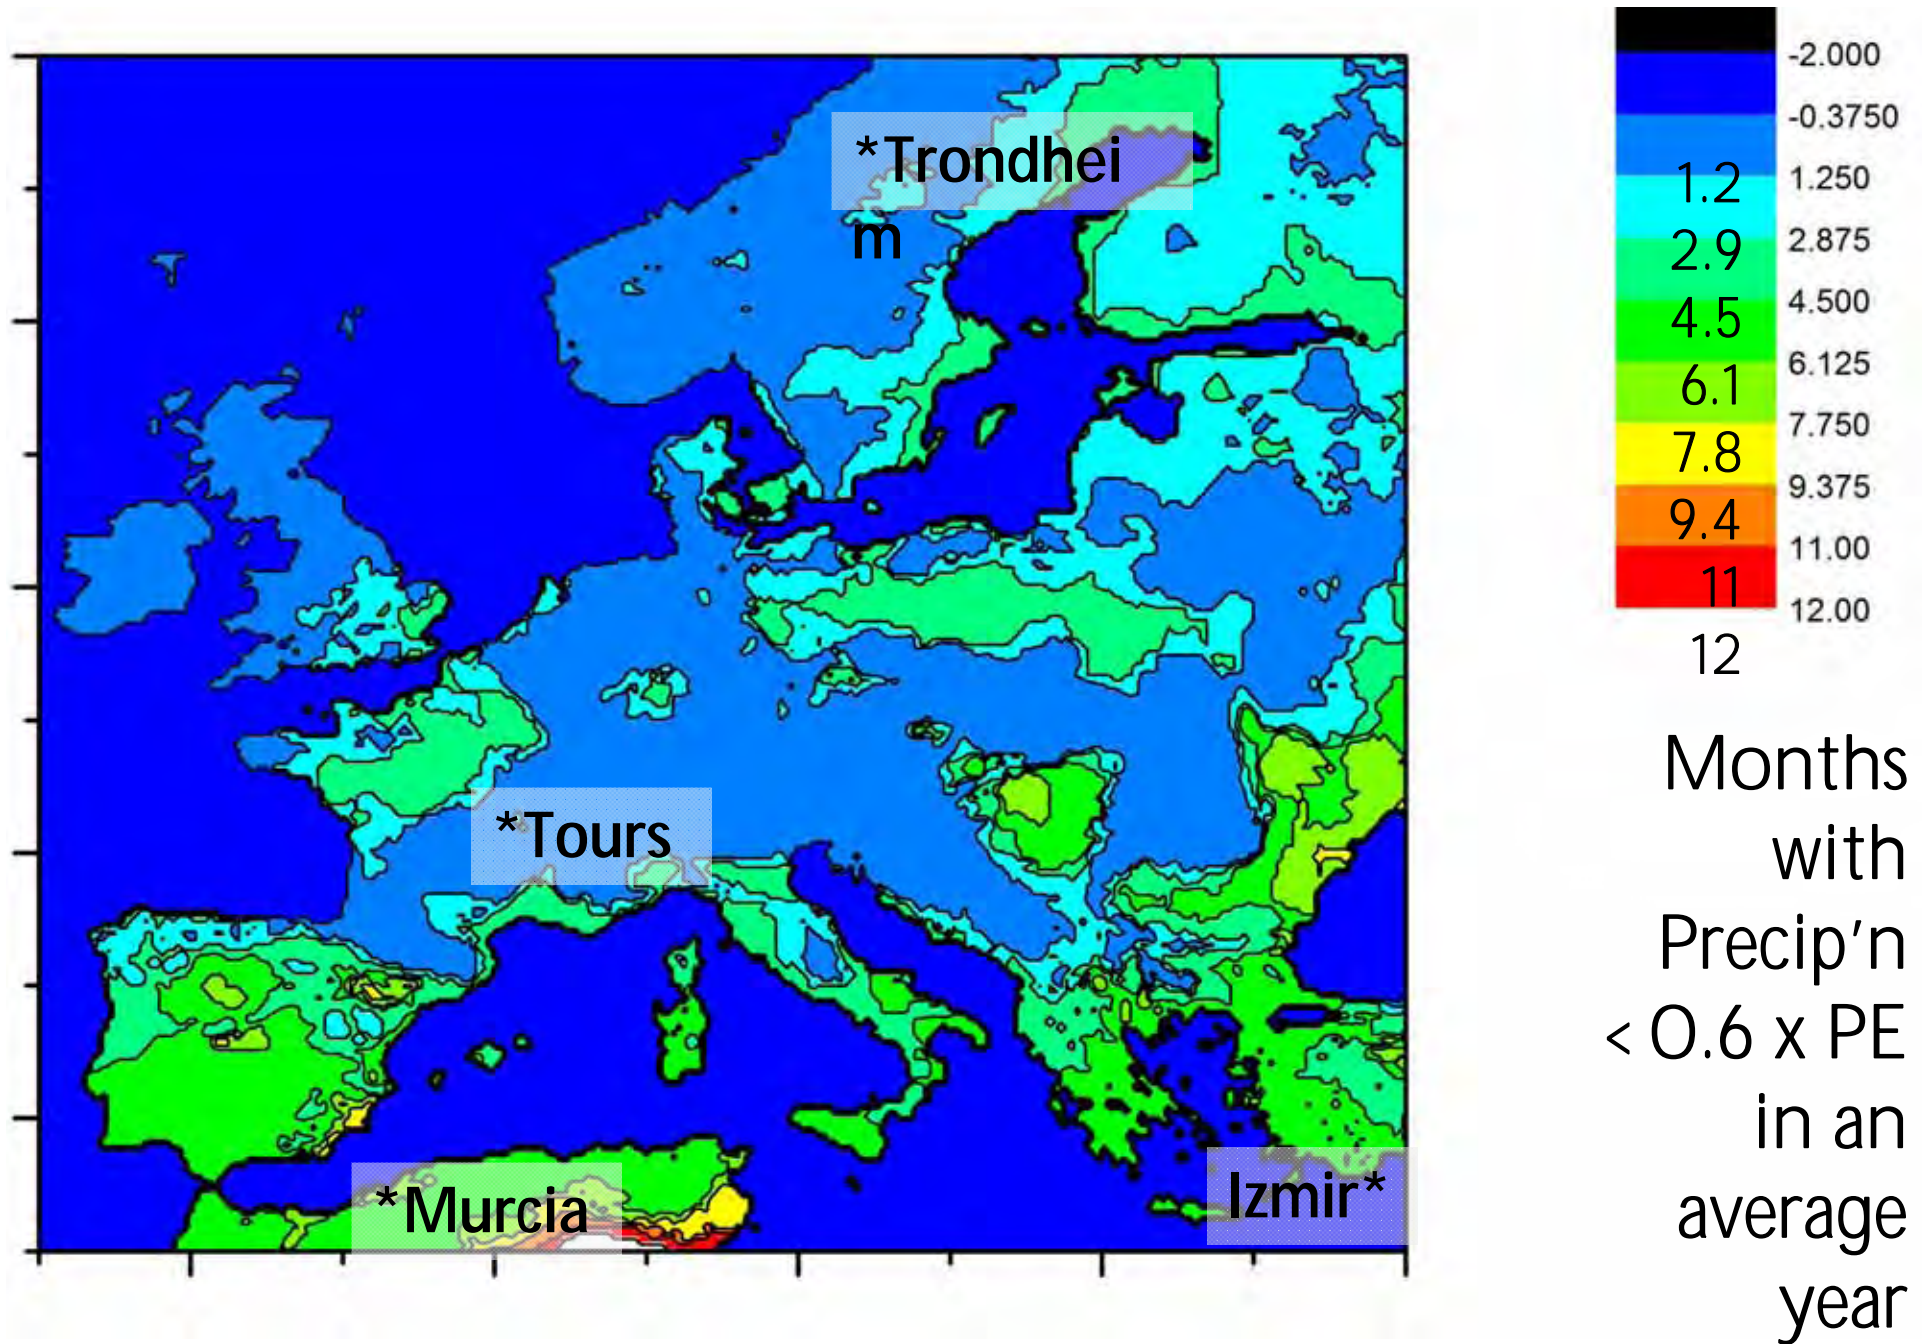 *Trondhei
m
*Tours
*Murcia
Izmir*
-2.000
-0.3750
1.250
2.875
4.500
6.125
7.750
9.375
11.00
12.00
1.2
2.9
4.5
6.1
7.8
9.4
11
12
Months
with
Precip'n
< 0.6 x PE
in an
average
year